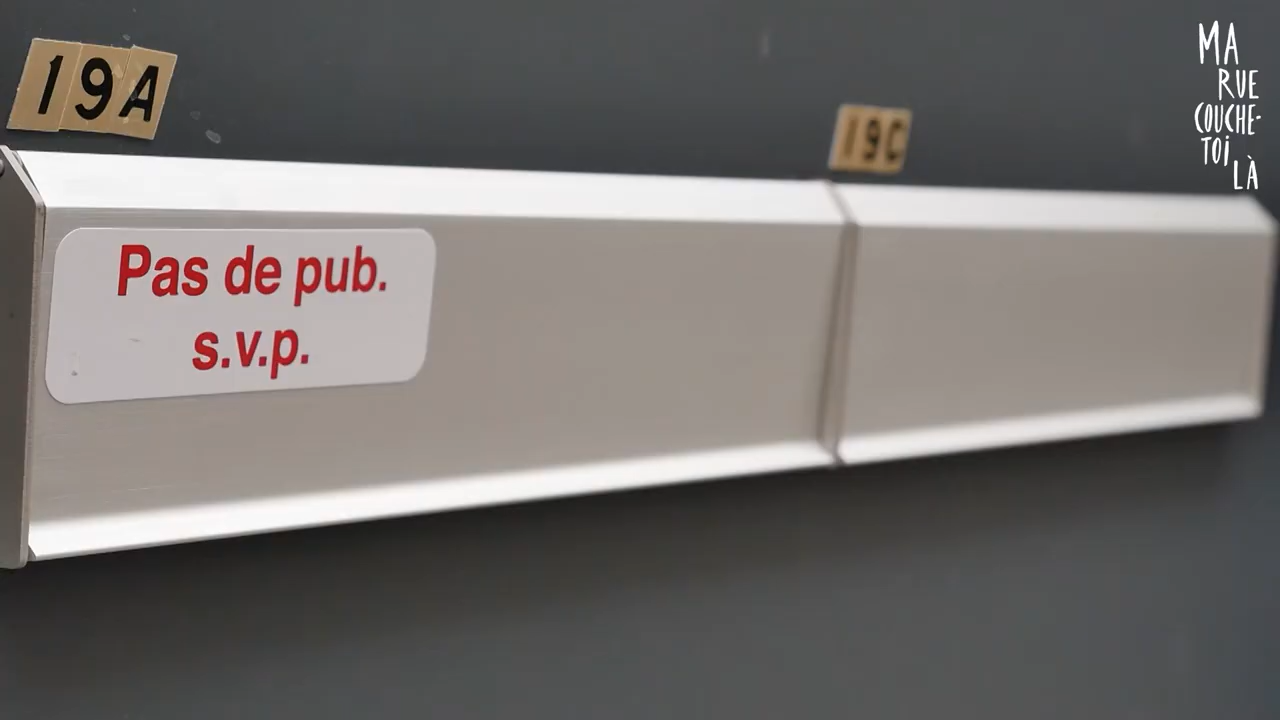 19A
19C
Pas de pub.
s.v.p.
MA
RUE
COUCHE-
TOI
LÀ